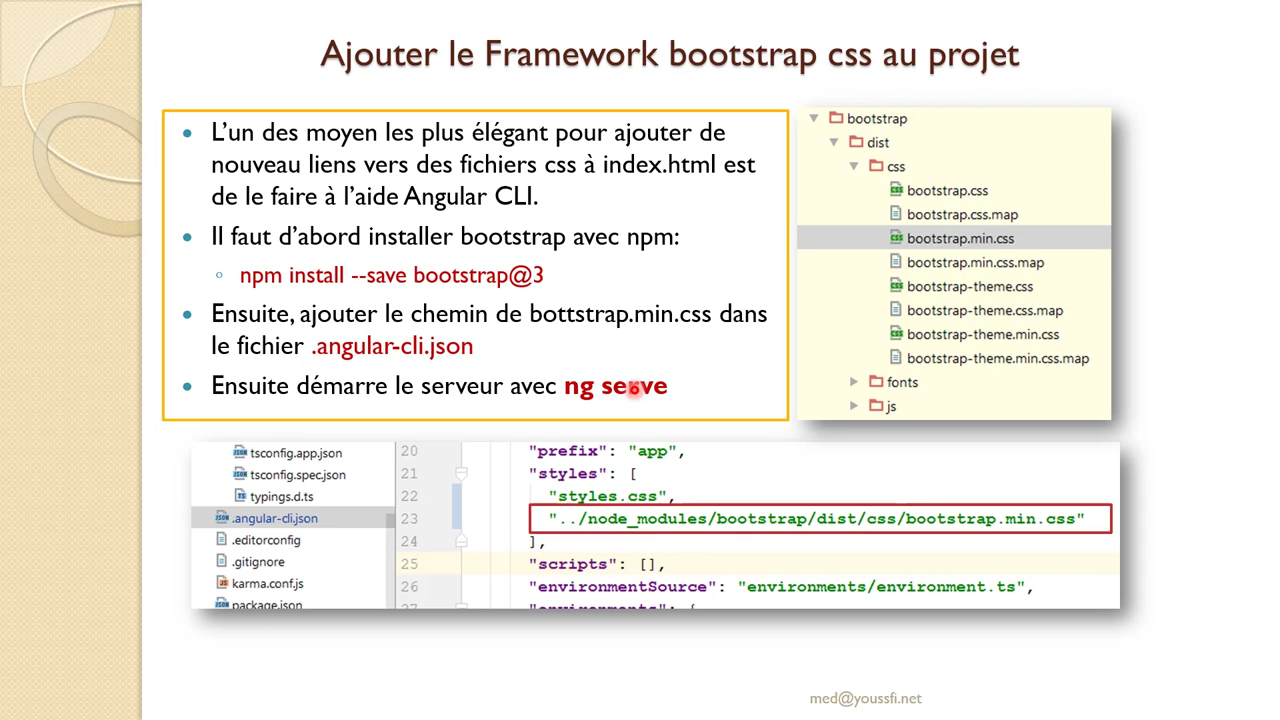 Ajouter le Framework bootstrap css au projet
L'un des moyen les plus élégant pour ajouter de
nouveau liens vers des fichiers css à index.html est
de le faire à l'aide Angular CLI.
Il faut d'abord installer bootstrap avec npm:
npm install --save bootstrap@3
Ensuite, ajouter le chemin de bottstrap.min.css dans
le fichier .angular-cli.json
Ensuite démarre le serveur avec ng serve
bootstrap
dist
css
bootstrap.css
bootstrap.css.map
bootstrap.min.css
bootstrap.min.css.map
bootstrap-theme.css
bootstrap-theme.css.map
bootstrap-theme.min.css
bootstrap-theme.min.css.map
fonts
js
tsconfig.app.json
tsconfig.spec.json
typings.d.ts
.angular-cli.json
.editorconfig
.gitignore
karma.conf.js
package.json
20 "prefix": "app",
21 "styles": [
22 "styles.css",
23 "../node_modules/bootstrap/dist/css/bootstrap.min.css"
24 ],
25 "scripts": [],
26 "environmentSource": "environments/environment.ts",
27 "environments": {
med@youssfi.net